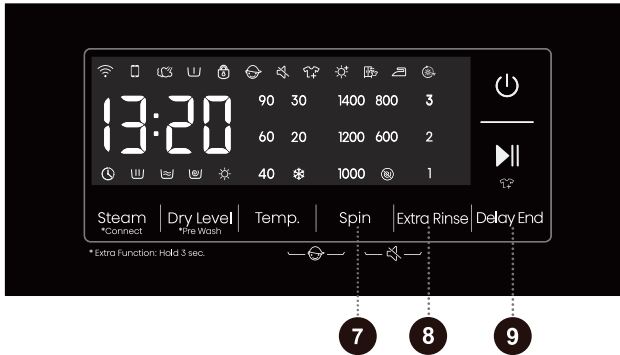 90 30 1400 800 3
13:20
60 20 1200 600 2
40 1000 1
Steam Dry Level Temp. Spin Extra Rinse Delay End
*Connect *Pre Wash
* Extra Function: Hold 3 sec.
7 8 9